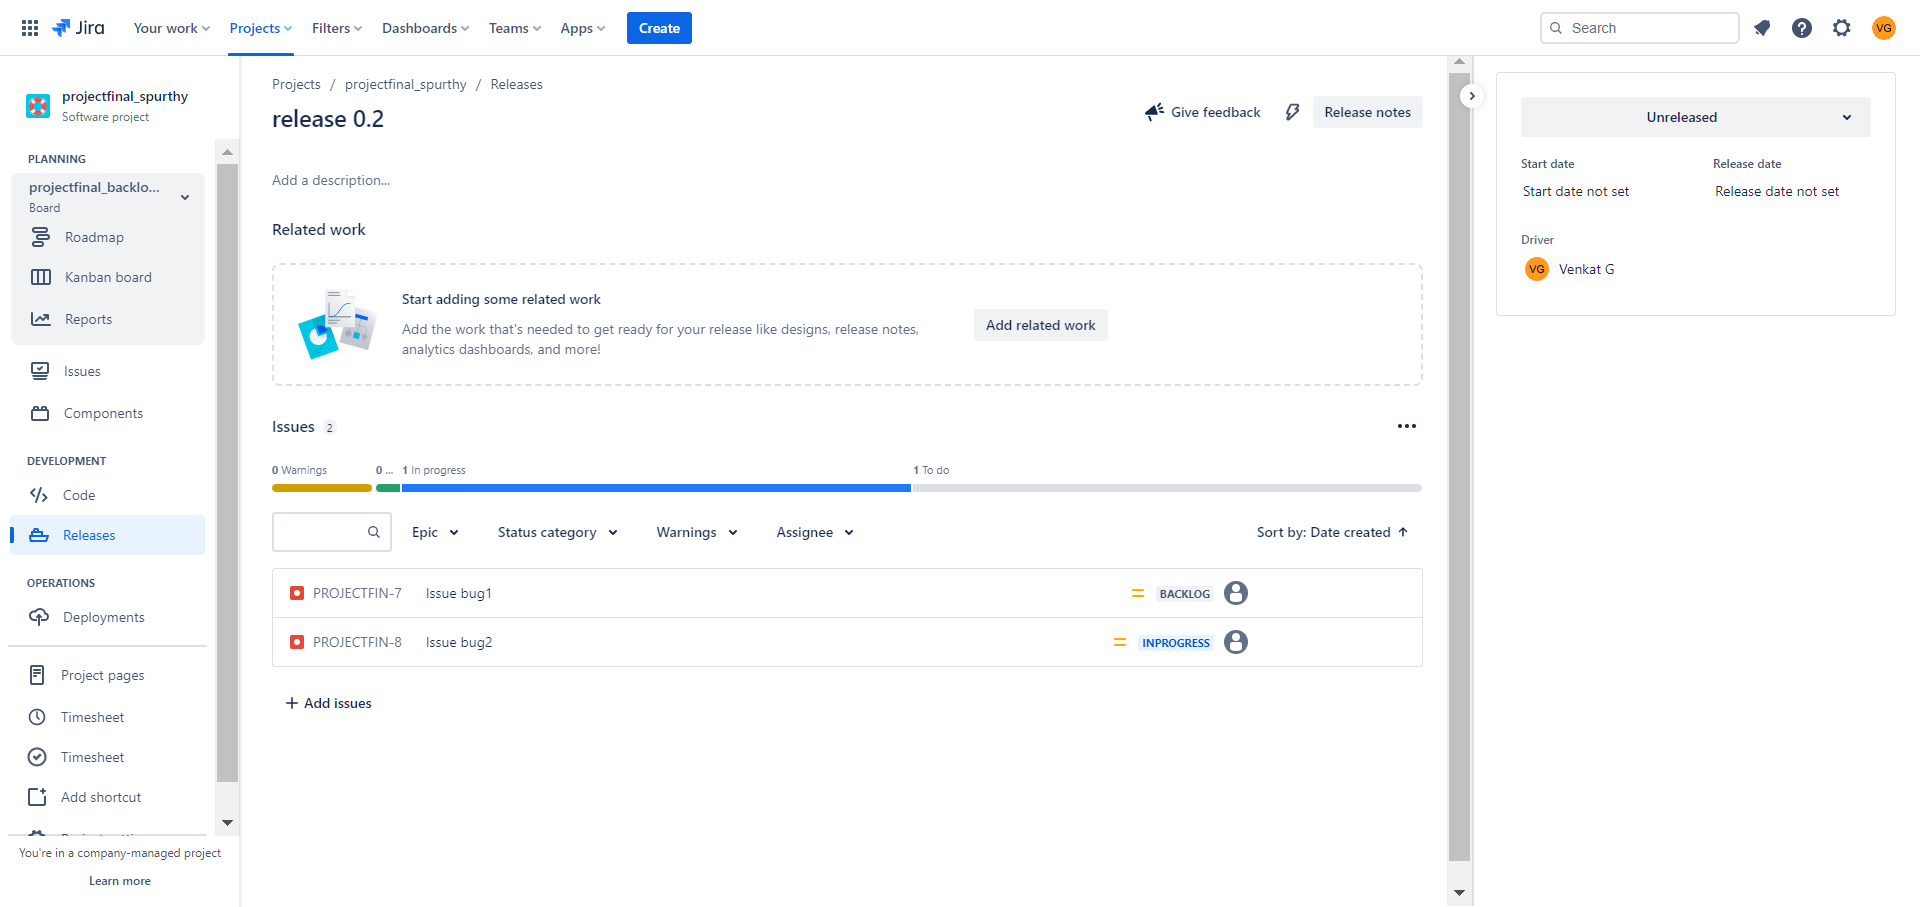 Jira
Your work
Projects
Filters
Dashboards
Teams
Apps
Create
Search
VG
projectfinal_spurthy
Software project
PLANNING
projectfinal_backlo...
Board
Roadmap
Kanban board
Reports
Issues
Components
DEVELOPMENT
Code
Releases
OPERATIONS
Deployments
Project pages
Timesheet
Timesheet
Add shortcut
You're in a company-managed project
Learn more
Projects / projectfinal_spurthy / Releases
release 0.2
Give feedback
Release notes
Add a description...
Related work
Start adding some related work
Add the work that's needed to get ready for your release like designs, release notes,
analytics dashboards, and more!
Add related work
Issues 2
0 Warnings 0 ... 1 In progress 1 To do
Epic Status category Warnings Assignee Sort by: Date created
PROJECTFIN-7 Issue bug1 BACKLOG
PROJECTFIN-8 Issue bug2 INPROGRESS
+ Add issues
Unreleased
Start date Release date
Start date not set Release date not set
Driver
VG Venkat G